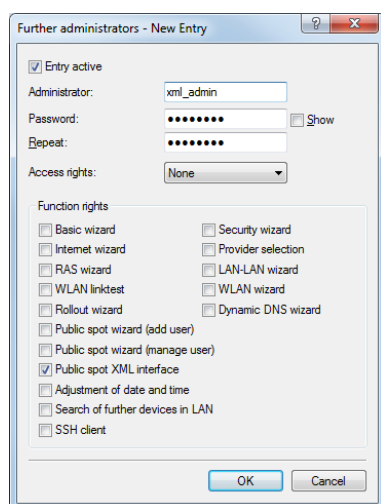 Further administrators - New Entry
Entry active
Administrator: xml_admin
Password: ●●●●●●●● Show
Repeat: ●●●●●●●●
Access rights: None
Function rights
Basic wizard Security wizard
Internet wizard Provider selection
RAS wizard LAN-LAN wizard
WLAN linktest WLAN wizard
Rollout wizard Dynamic DNS wizard
Public spot wizard (add user)
Public spot wizard (manage user)
Public spot XML interface
Adjustment of date and time
Search of further devices in LAN
SSH client
OK Cancel